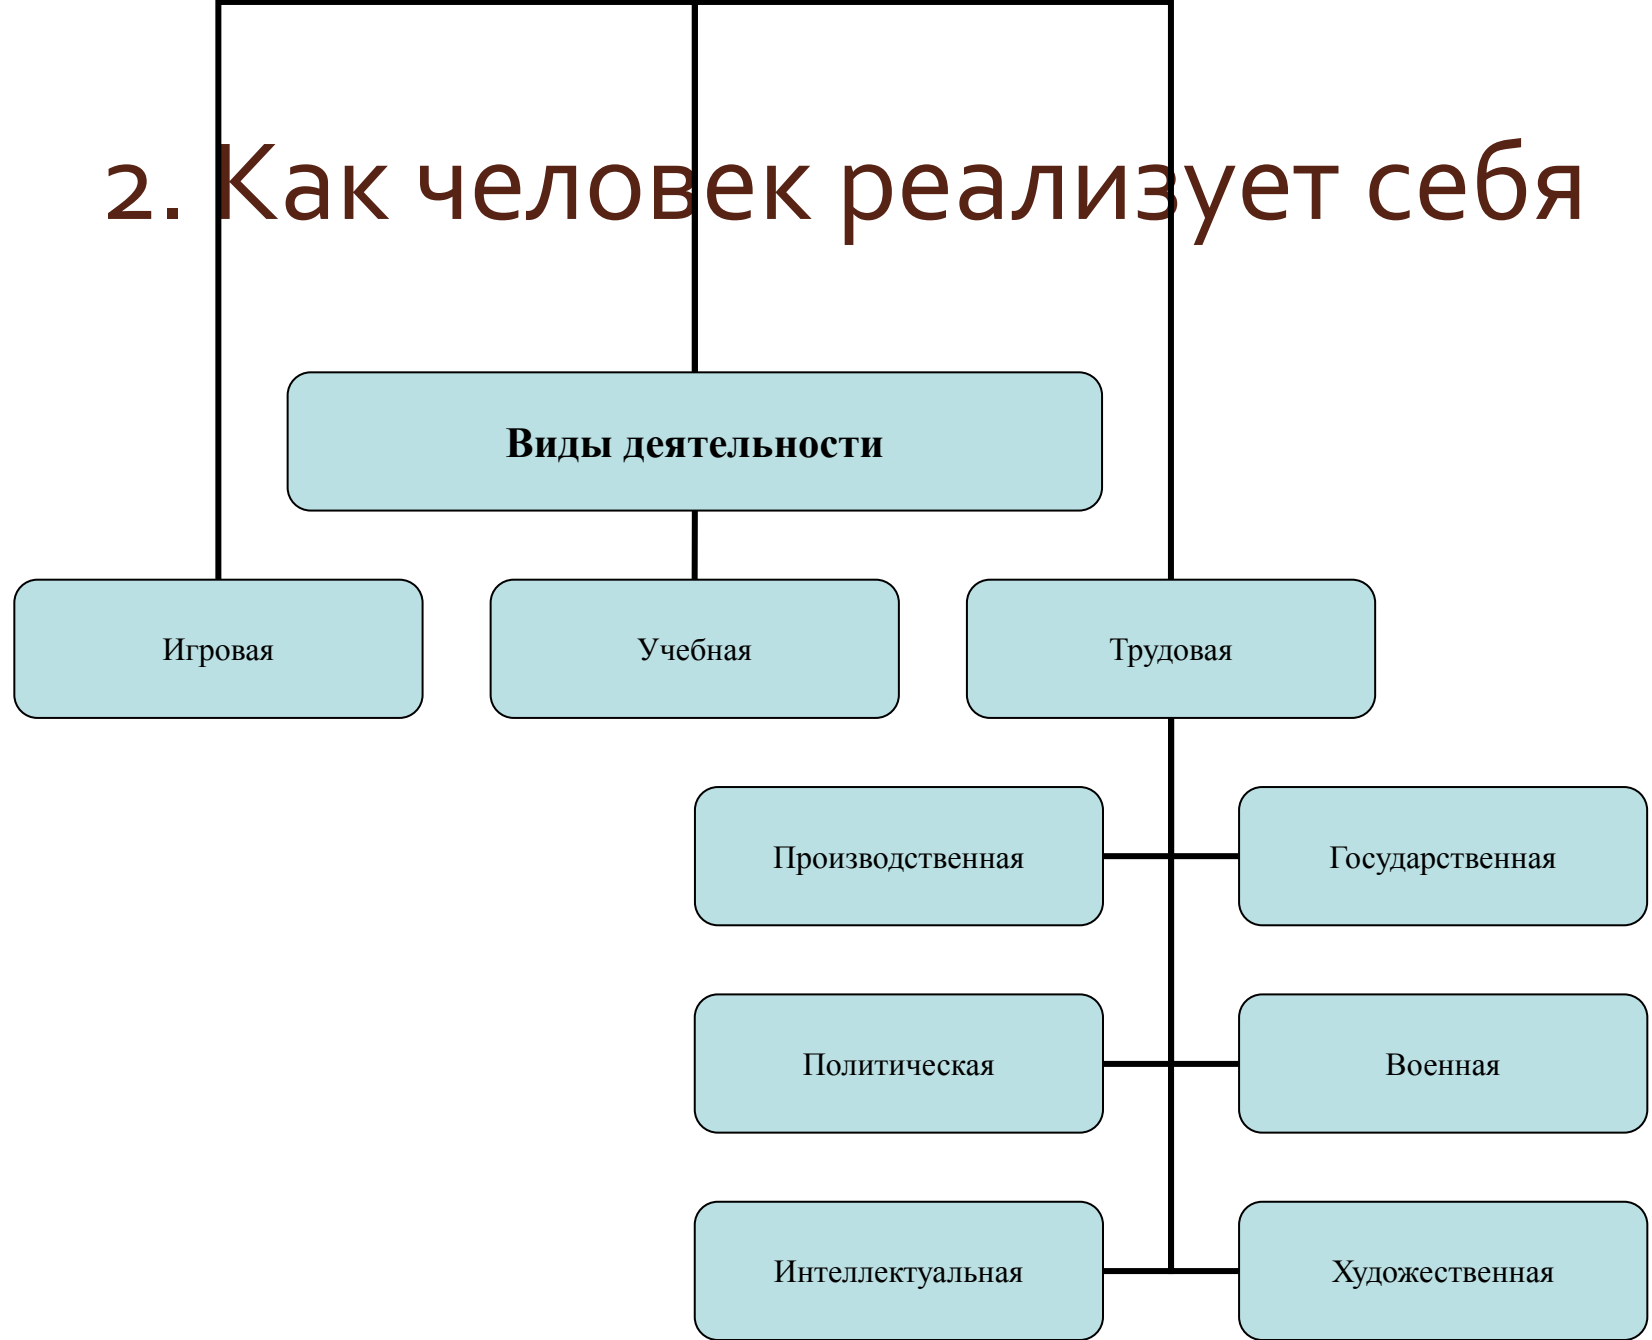 2. Как человек реализует себя
Виды деятельности
Игровая
Учебная
Трудовая
Производственная
Государственная
Политическая
Военная
Интеллектуальная
Художественная